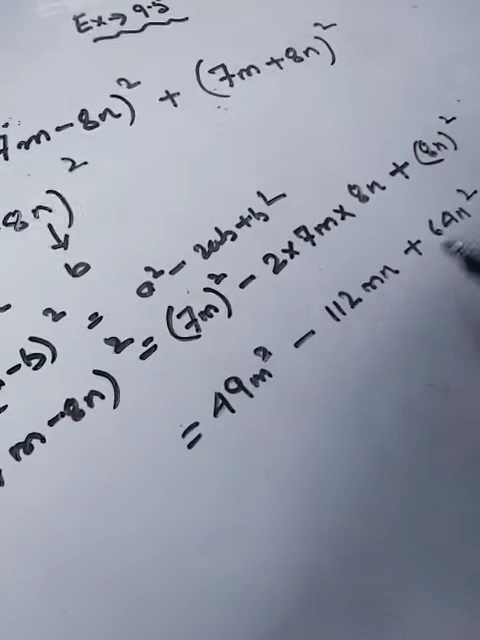 Ex→ 9.5
7m-8n)² + (7m+8n)²
8n)²
↓
b
-b)² = a² - 2ab+b²
m-8n)² = (7m)² - 2×7m×8n + (8n)²
= 49m² - 112mn + 64n²